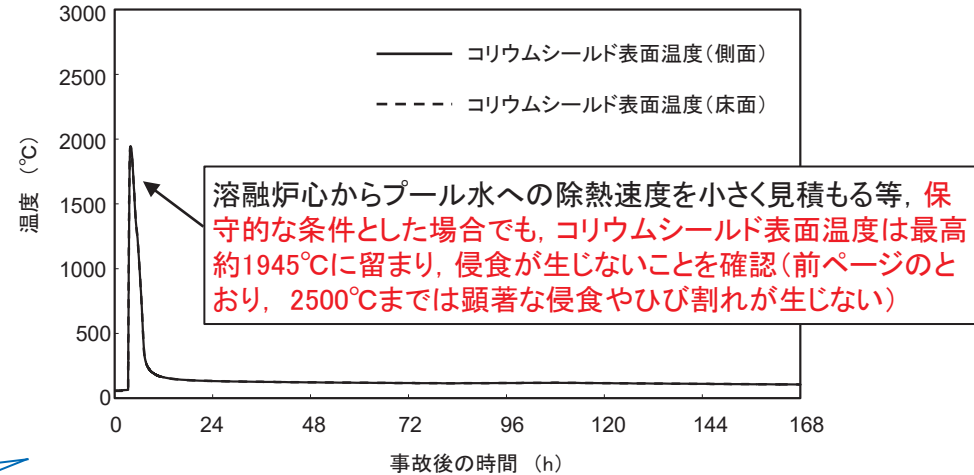 3000
2500
2000
1500
1000
500
0
温度 (℃)
コリウムシールド表面温度(側面)
コリウムシールド表面温度(床面)
溶融炉心からプール水への除熱速度を小さく見積もる等，保
守的な条件とした場合でも，コリウムシールド表面温度は最高
約1945℃に留まり，侵食が生じないことを確認(前ページのと
おり， 2500℃までは顕著な侵食やひび割れが生じない)
0 24 48 72 96 120 144 168
事故後の時間 (h)